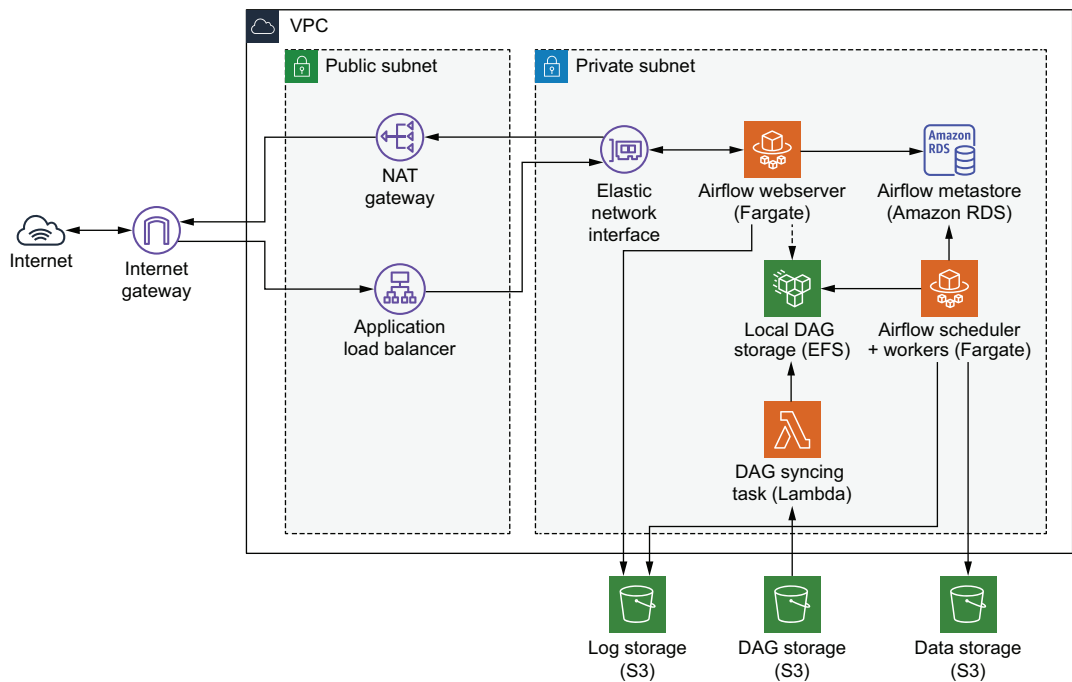 VPC
Public subnet
Private subnet
NAT
gateway
Elastic
network
interface
Airflow webserver
(Fargate)
Amazon
RDS
Airflow metastore
(Amazon RDS)
Internet
Internet
gateway
Application
load balancer
Local DAG
storage (EFS)
Airflow scheduler
+ workers (Fargate)
DAG syncing
task (Lambda)
Log storage
(S3)
DAG storage
(S3)
Data storage
(S3)